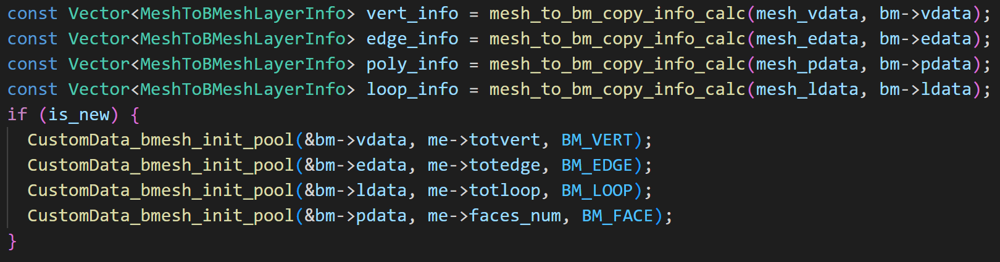 const Vector<MeshToBMeshLayerInfo> vert_info = mesh_to_bm_copy_info_calc(mesh_vdata, bm->vdata);
const Vector<MeshToBMeshLayerInfo> edge_info = mesh_to_bm_copy_info_calc(mesh_edata, bm->edata);
const Vector<MeshToBMeshLayerInfo> poly_info = mesh_to_bm_copy_info_calc(mesh_pdata, bm->pdata);
const Vector<MeshToBMeshLayerInfo> loop_info = mesh_to_bm_copy_info_calc(mesh_ldata, bm->ldata);
if (is_new) {
  CustomData_bmesh_init_pool(&bm->vdata, me->totvert, BM_VERT);
  CustomData_bmesh_init_pool(&bm->edata, me->totedge, BM_EDGE);
  CustomData_bmesh_init_pool(&bm->ldata, me->totloop, BM_LOOP);
  CustomData_bmesh_init_pool(&bm->pdata, me->faces_num, BM_FACE);
}